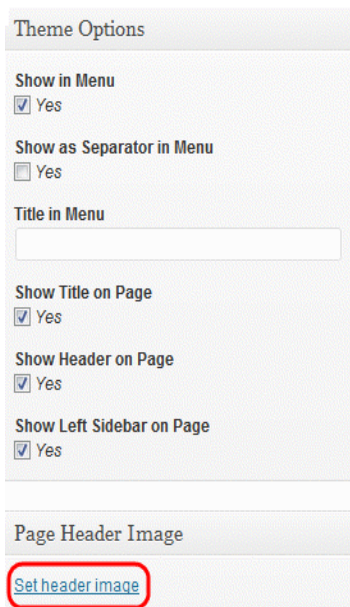 Theme Options
Show in Menu
Yes
Show as Separator in Menu
Yes
Title in Menu
Show Title on Page
Yes
Show Header on Page
Yes
Show Left Sidebar on Page
Yes
Page Header Image
Set header image